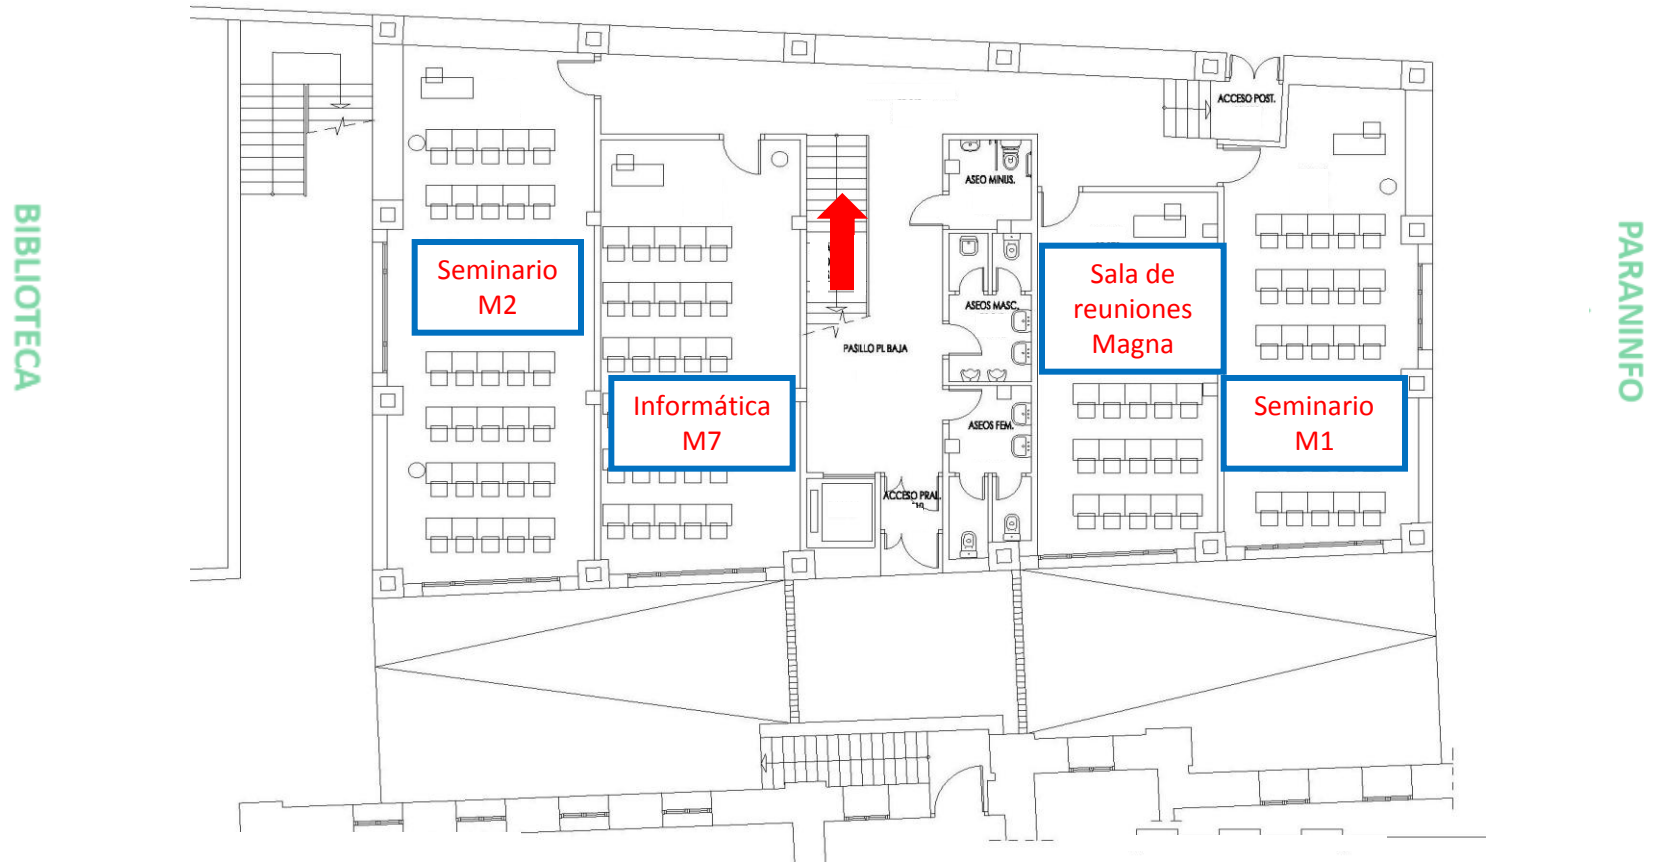 BIBLIOTECA
PARANINFO
ACCESO POST.
ASEO MINUS.
Seminario
M2
Sala de
reuniones
Magna
ASEOS MASC.
PASILLO PL BAJA
Informática
M7
Seminario
M1
ASEOS FEM.
ACCESO PRAL.